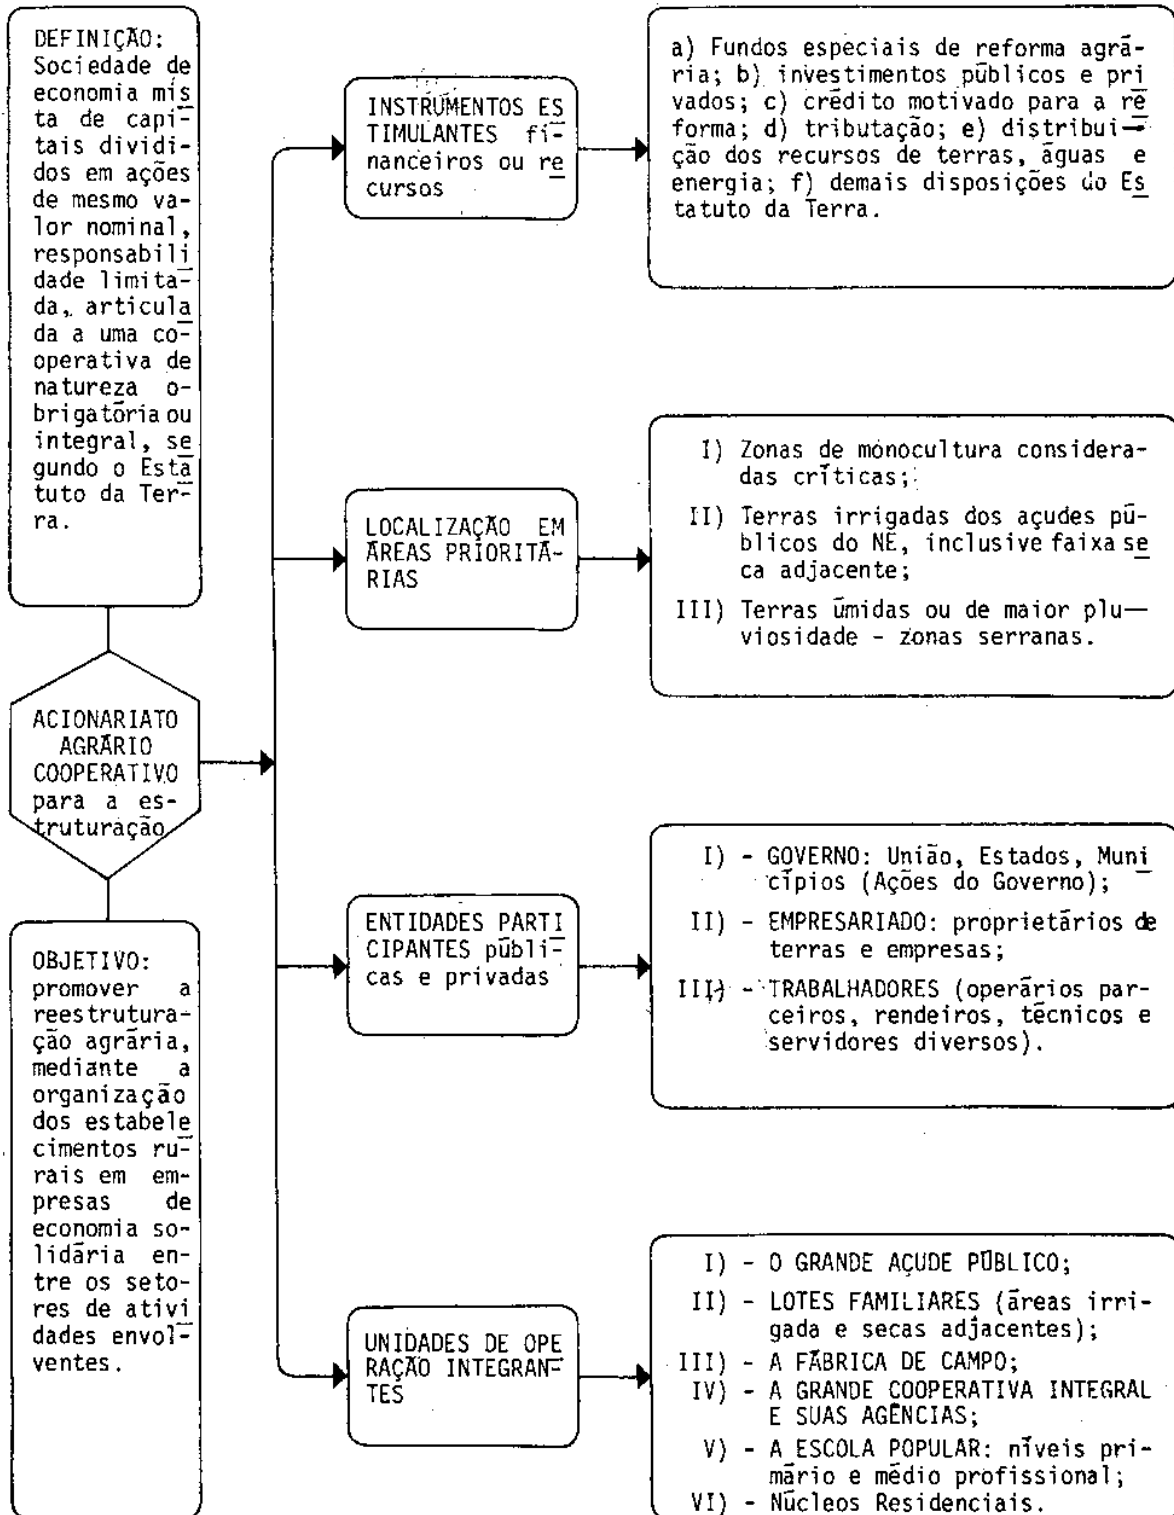 DEFINIÇÃO:
Sociedade de
economia mis
ta de capi-
tais dividi-
dos em ações
de mesmo va-
lor nominal,
responsabili
dade limita-
da, articula
da a uma co-
operativa de
natureza o-
brigatória ou
integral, se
gundo o Esta
tuto da Ter-
ra.
ACIONARIATO
AGRÁRIO
COOPERATIVO
para a es-
truturação
OBJETIVO:
promover a
reestrutura-
ção agrária,
mediante a
organização
dos estabele
cimentos ru-
rais em em-
presas de
economia so-
lidária en-
tre os seto-
res de ativi
dades envol-
ventes.
INSTRUMENTOS ES
TIMULANTES fi-
nanceiros ou re
cursos
a) Fundos especiais de reforma agrá-
ria; b) investimentos públicos e pri
vados; c) crédito motivado para a re
forma; d) tributação; e) distribui-
ção dos recursos de terras, águas e
energia; f) demais disposições do Es
tatuto da Terra.
LOCALIZAÇÃO EM
ÁREAS PRIORITÁ-
RIAS
I) Zonas de monocultura considera-
das críticas;
II) Terras irrigadas dos açudes pú-
blicos do NE, inclusive faixa se
ca adjacente;
III) Terras úmidas ou de maior plu-
viosidade - zonas serranas.
ENTIDADES PARTI
CIPANTES públi-
cas e privadas
I) - GOVERNO: União, Estados, Muni
cípios (Ações do Governo);
II) - EMPRESARIADO: proprietários de
terras e empresas;
III) - TRABALHADORES (operários par-
ceiros, rendeiros, técnicos e
servidores diversos).
UNIDADES DE OPE
RAÇÃO INTEGRAN-
TES
I) - O GRANDE AÇUDE PÚBLICO;
II) - LOTES FAMILIARES (áreas irri-
gada e secas adjacentes);
III) - A FÁBRICA DE CAMPO;
IV) - A GRANDE COOPERATIVA INTEGRAL
E SUAS AGÊNCIAS;
V) - A ESCOLA POPULAR: níveis pri-
mário e médio profissional;
VI) - Núcleos Residenciais.